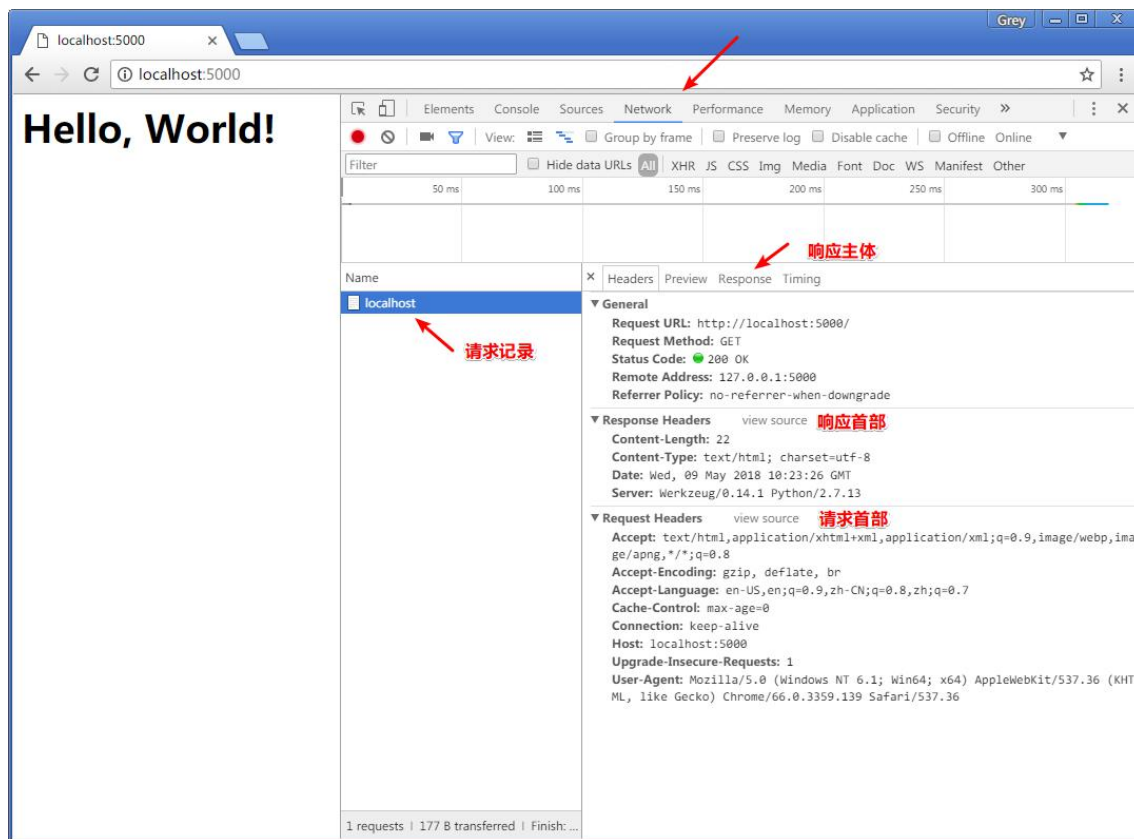 Grey
localhost:5000
localhost:5000
Hello, World!
Elements Console Sources Network Performance Memory Application Security »
View: Group by frame Preserve log Disable cache Offline Online
Filter Hide data URLs All XHR JS CSS Img Media Font Doc WS Manifest Other
50 ms 100 ms 150 ms 200 ms 250 ms 300 ms
响应主体
Name
Headers Preview Response Timing
localhost
请求记录
General
Request URL: http://localhost:5000/
Request Method: GET
Status Code: 200 OK
Remote Address: 127.0.0.1:5000
Referrer Policy: no-referrer-when-downgrade
Response Headers view source 响应首部
Content-Length: 22
Content-Type: text/html; charset=utf-8
Date: Wed, 09 May 2018 10:23:26 GMT
Server: Werkzeug/0.14.1 Python/2.7.13
Request Headers view source 请求首部
Accept: text/html,application/xhtml+xml,application/xml;q=0.9,image/webp,ima
ge/apng,*/*;q=0.8
Accept-Encoding: gzip, deflate, br
Accept-Language: en-US,en;q=0.9,zh-CN;q=0.8,zh;q=0.7
Cache-Control: max-age=0
Connection: keep-alive
Host: localhost:5000
Upgrade-Insecure-Requests: 1
User-Agent: Mozilla/5.0 (Windows NT 6.1; Win64; x64) AppleWebKit/537.36 (KHT
ML, like Gecko) Chrome/66.0.3359.139 Safari/537.36
1 requests | 177 B transferred | Finish: ...